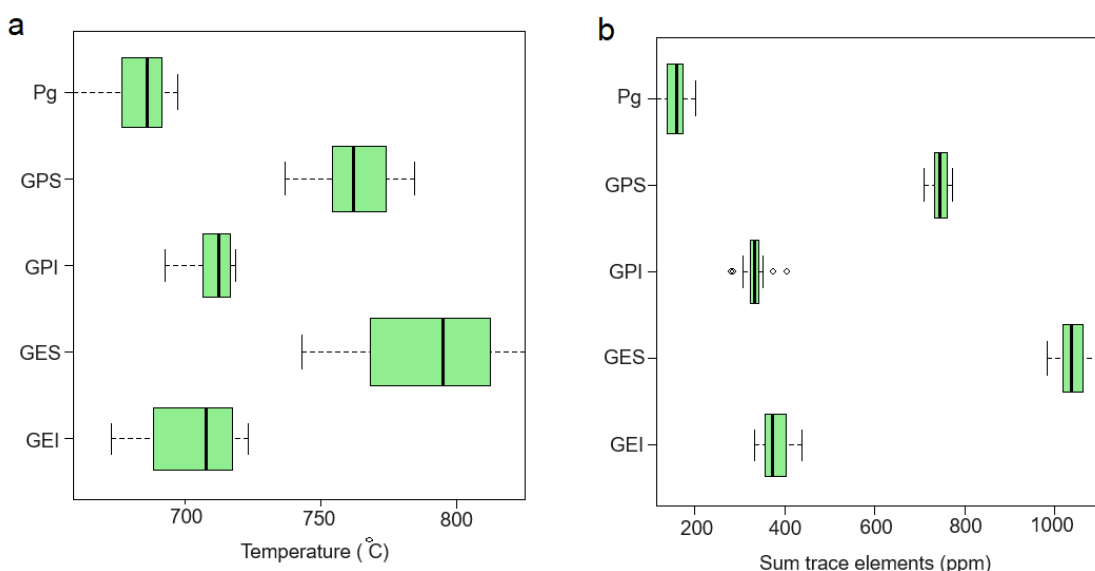 a
Pg
GPS
GPI
GES
GEI
700 750 800
Temperature (°C)
b
Pg
GPS
GPI
GES
GEI
200 400 600 800 1000
Sum trace elements (ppm)